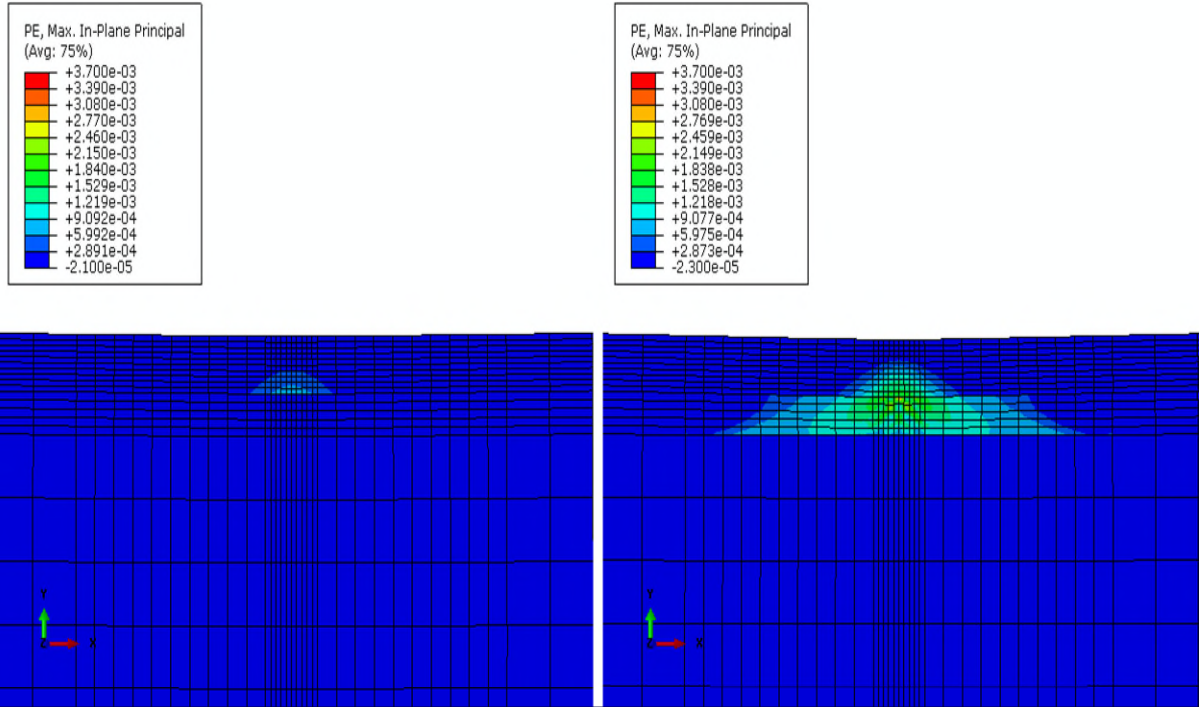 PE, Max. In-Plane Principal
(Avg: 75%)
+3.700e-03
+3.390e-03
+3.080e-03
+2.770e-03
+2.460e-03
+2.150e-03
+1.840e-03
+1.529e-03
+1.219e-03
+9.092e-04
+5.992e-04
+2.891e-04
-2.100e-05
Y
Z
X
PE, Max. In-Plane Principal
(Avg: 75%)
+3.700e-03
+3.390e-03
+3.080e-03
+2.769e-03
+2.459e-03
+2.149e-03
+1.838e-03
+1.528e-03
+1.218e-03
+9.077e-04
+5.975e-04
+2.873e-04
-2.300e-05
Y
Z
X